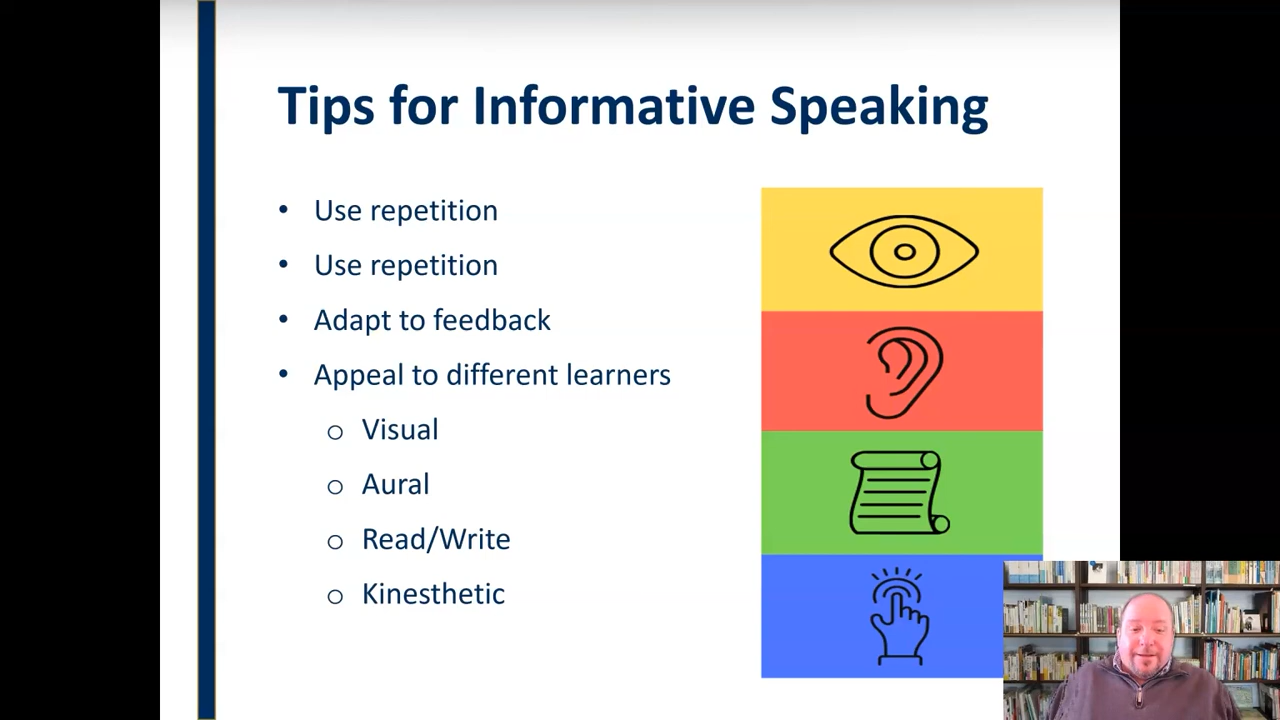 Tips for Informative Speaking
• Use repetition
• Use repetition
• Adapt to feedback
• Appeal to different learners
o Visual
o Aural
o Read/Write
o Kinesthetic